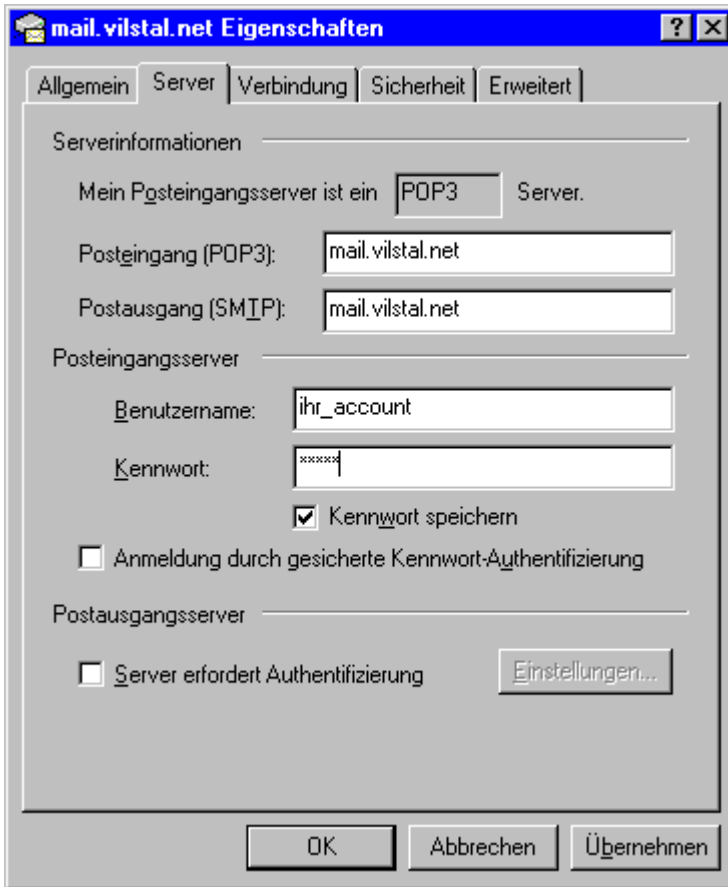 mail.vilstal.net Eigenschaften
Allgemein Server Verbindung Sicherheit Erweitert
Serverinformationen
Mein Posteingangsserver ist ein POP3 Server.
Posteingang (POP3): mail.vilstal.net
Postausgang (SMTP): mail.vilstal.net
Posteingangsserver
Benutzername: ihr_account
Kennwort: *****
Kennwort speichern
Anmeldung durch gesicherte Kennwort-Authentifizierung
Postausgangsserver
Server erfordert Authentifizierung Einstellungen...
OK Abbrechen Übernehmen